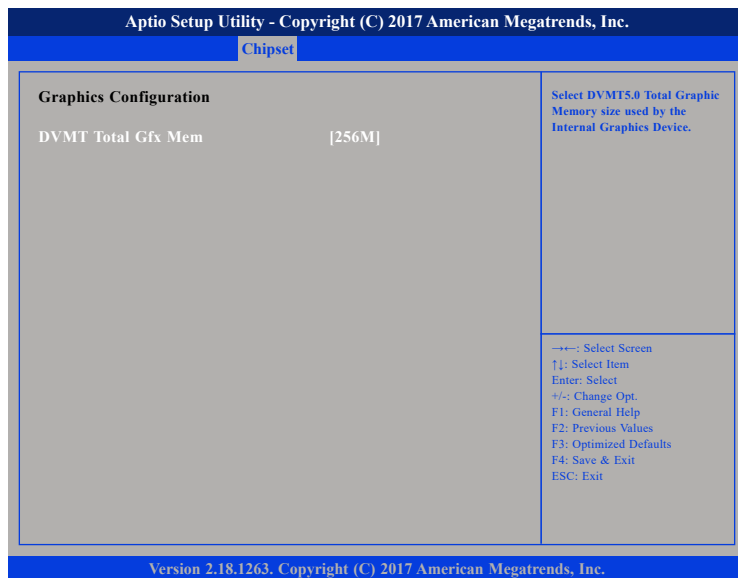 Aptio Setup Utility - Copyright (C) 2017 American Megatrends, Inc.
Chipset
Graphics Configuration
DVMT Total Gfx Mem [256M]
Select DVMT5.0 Total Graphic
Memory size used by the
Internal Graphics Device.
→←: Select Screen
↑↓: Select Item
Enter: Select
+/-: Change Opt.
F1: General Help
F2: Previous Values
F3: Optimized Defaults
F4: Save & Exit
ESC: Exit
Version 2.18.1263. Copyright (C) 2017 American Megatrends, Inc.